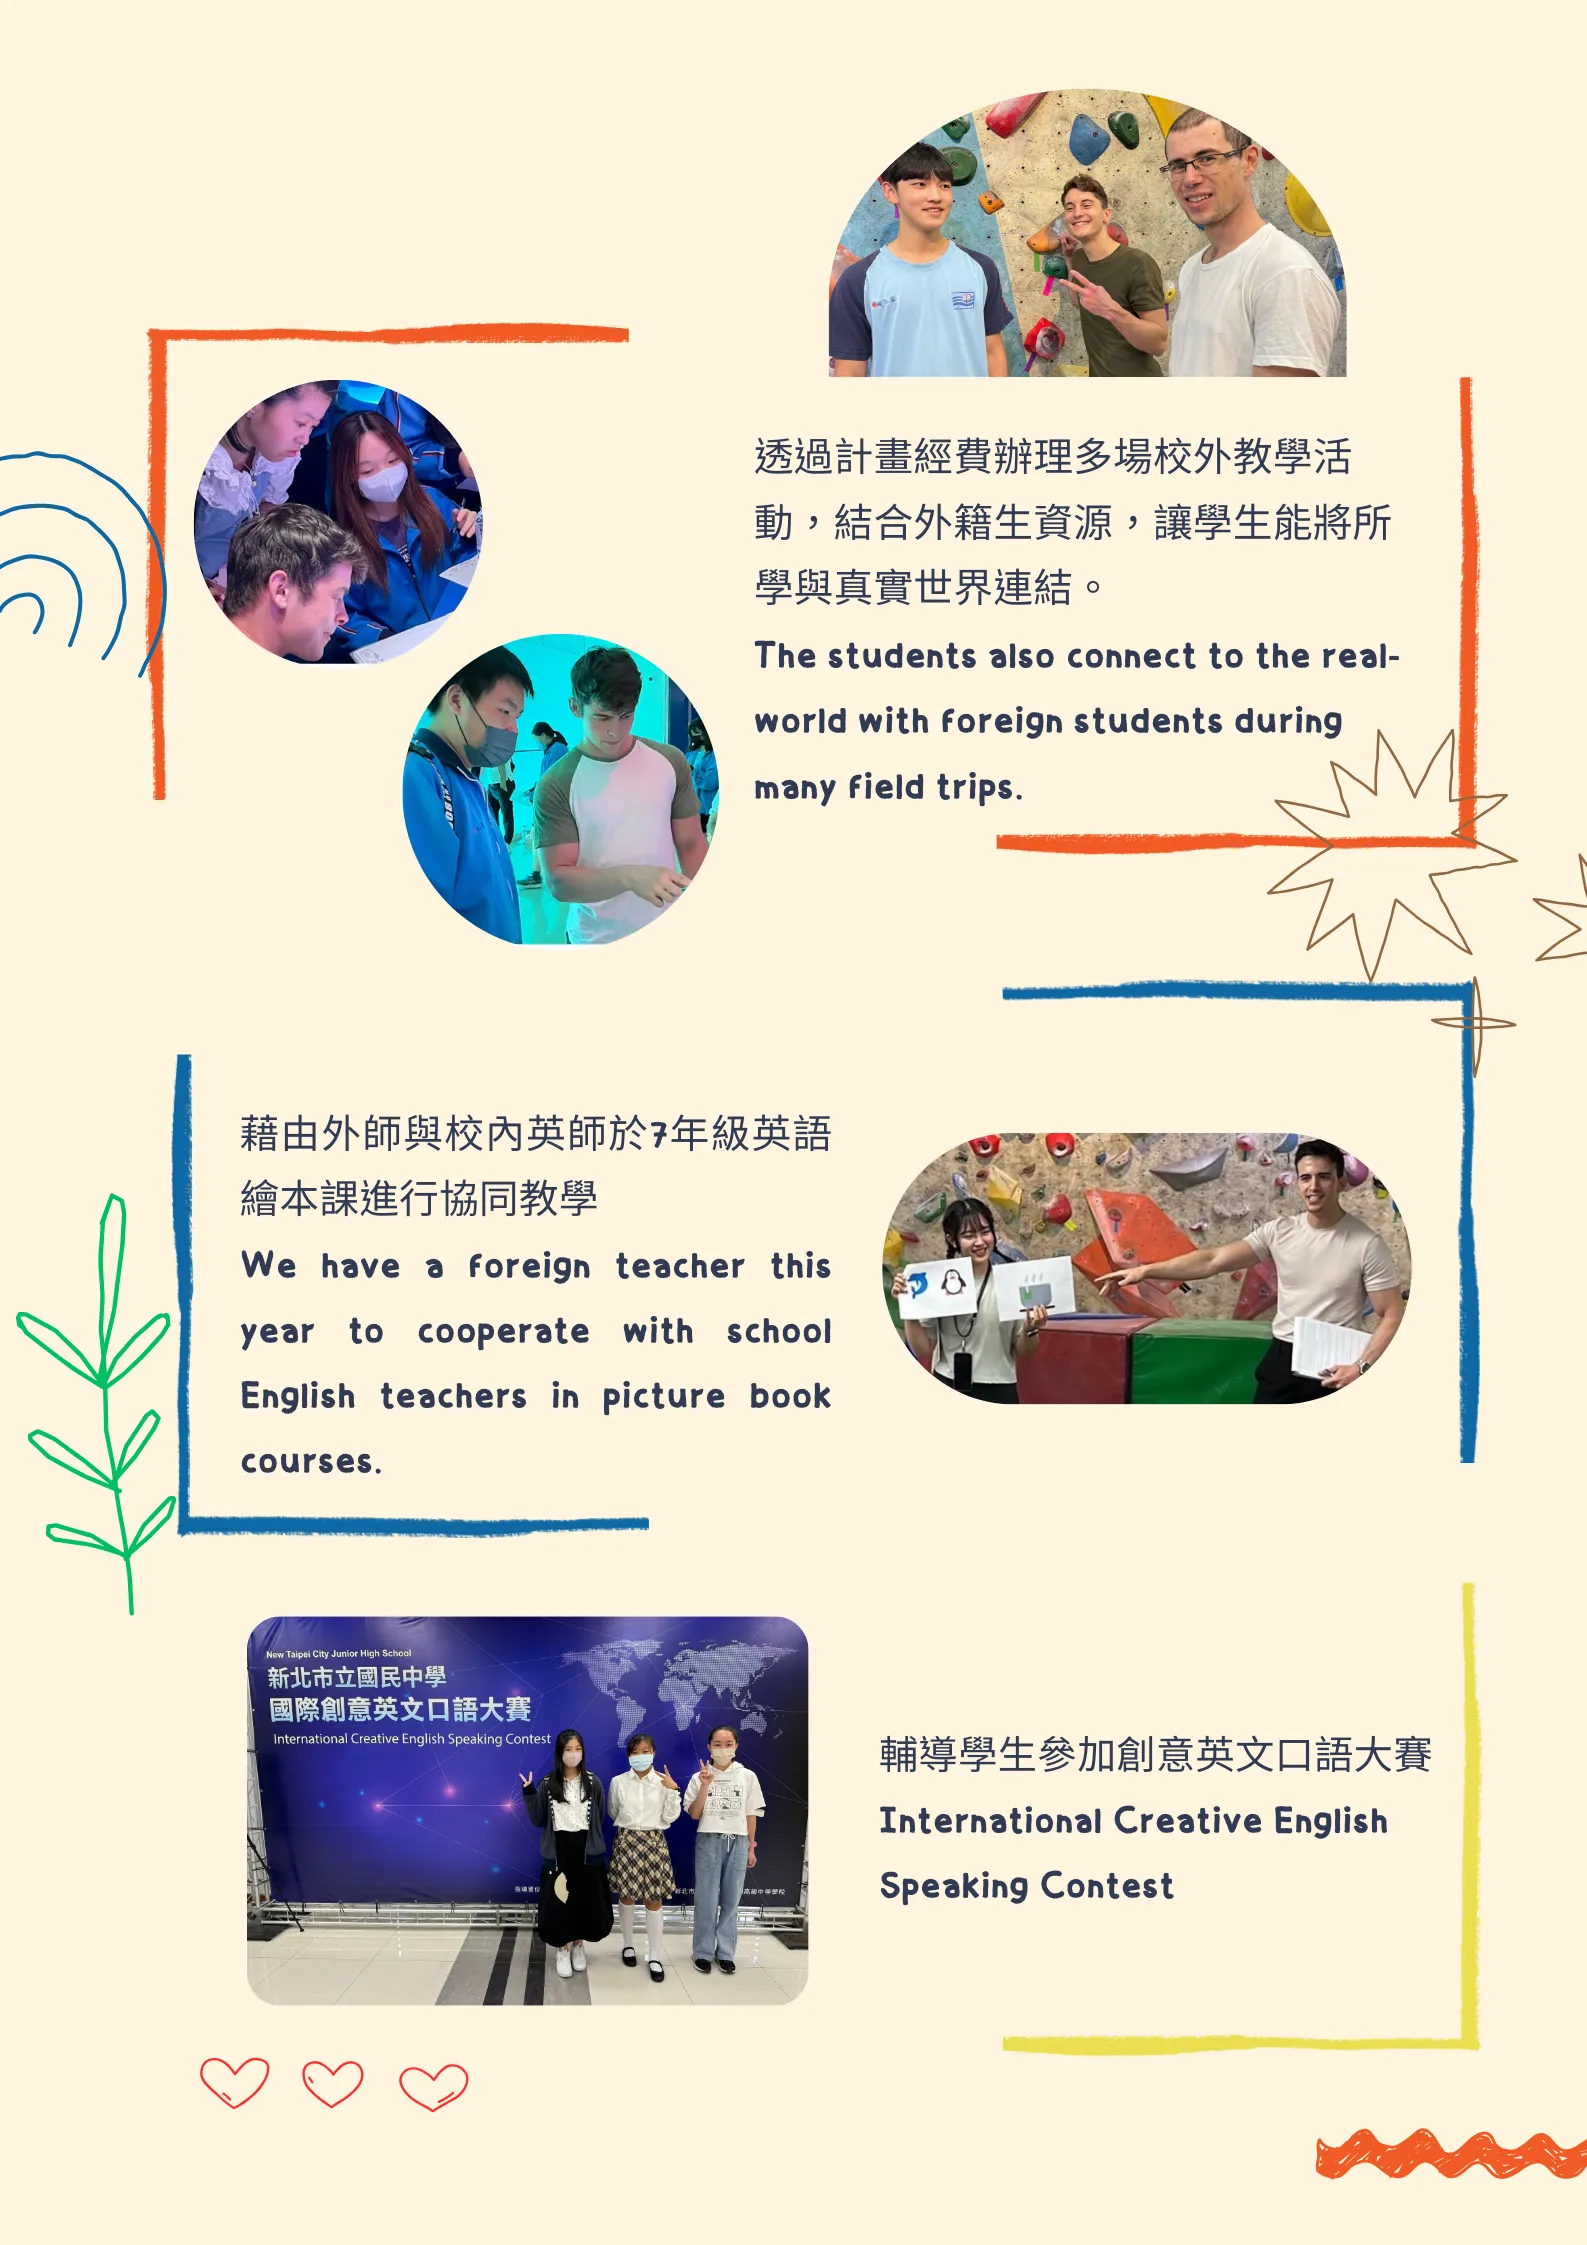 透過計畫經費辦理多場校外教學活
動，結合外籍生資源，讓學生能將所
學與真實世界連結。
The students also connect to the real-
world with foreign students during
many field trips.
藉由外師與校內英師於7年級英語
繪本課進行協同教學
We have a foreign teacher this
year to cooperate with school
English teachers in picture book
courses.
New Taipei City Junior High School
新北市立國民中學
國際創意英文口語大賽
International Creative English Speaking Contest
輔導學生參加創意英文口語大賽
International Creative English
Speaking Contest